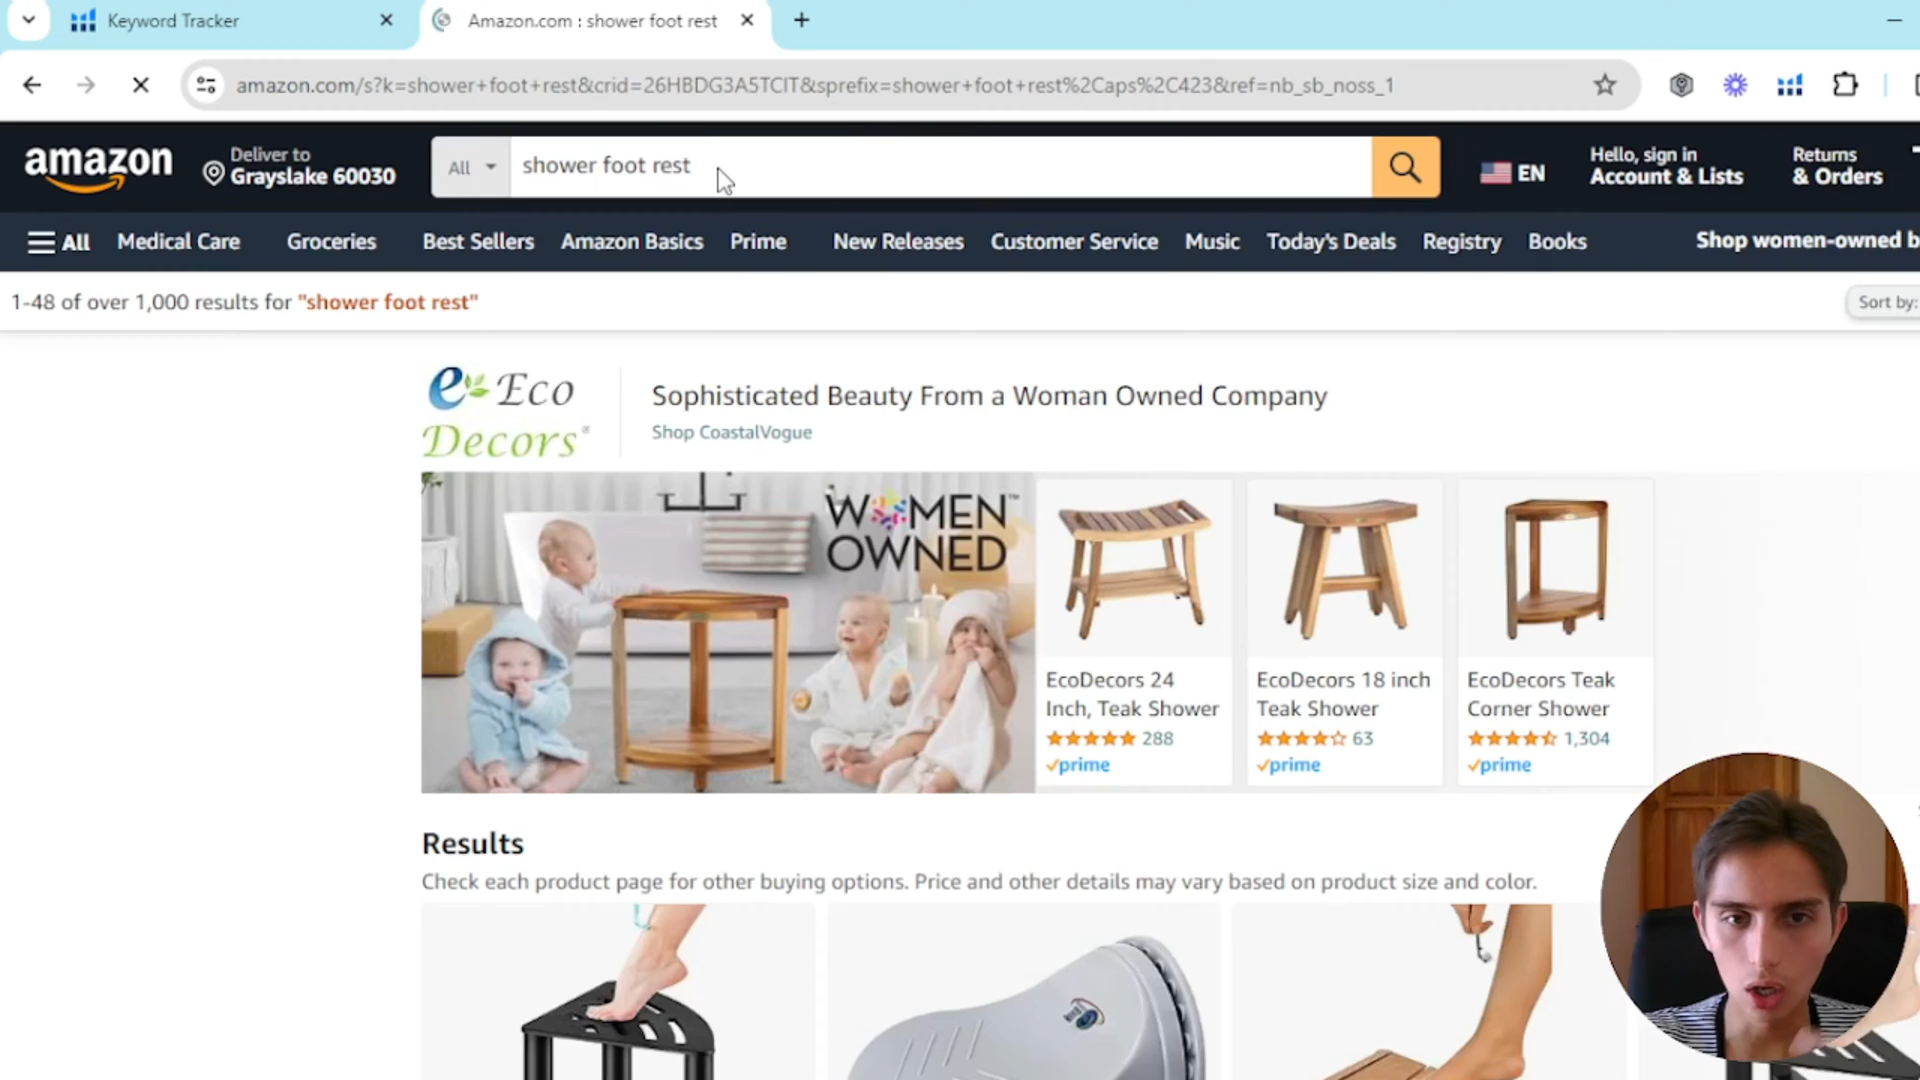 Keyword Tracker
Amazon.com : shower foot rest
amazon.com/s?k=shower+foot+rest&crid=26HBDG3A5TCIT&sprefix=shower+foot+rest%2Caps%2C423&ref=nb_sb_noss_1
amazon
Deliver to
Grayslake 60030
All
shower foot rest
EN
Hello, sign in
Account & Lists
Returns
& Orders
All
Medical Care
Groceries
Best Sellers
Amazon Basics
Prime
New Releases
Customer Service
Music
Today's Deals
Registry
Books
Shop women-owned b
1-48 of over 1,000 results for "shower foot rest"
Sort by:
e Eco
Decors®
Sophisticated Beauty From a Woman Owned Company
Shop CoastalVogue
WOMEN™
OWNED
EcoDecors 24
Inch, Teak Shower
288
prime
EcoDecors 18 inch
Teak Shower
63
prime
EcoDecors Teak
Corner Shower
1,304
prime
Results
Check each product page for other buying options. Price and other details may vary based on product size and color.